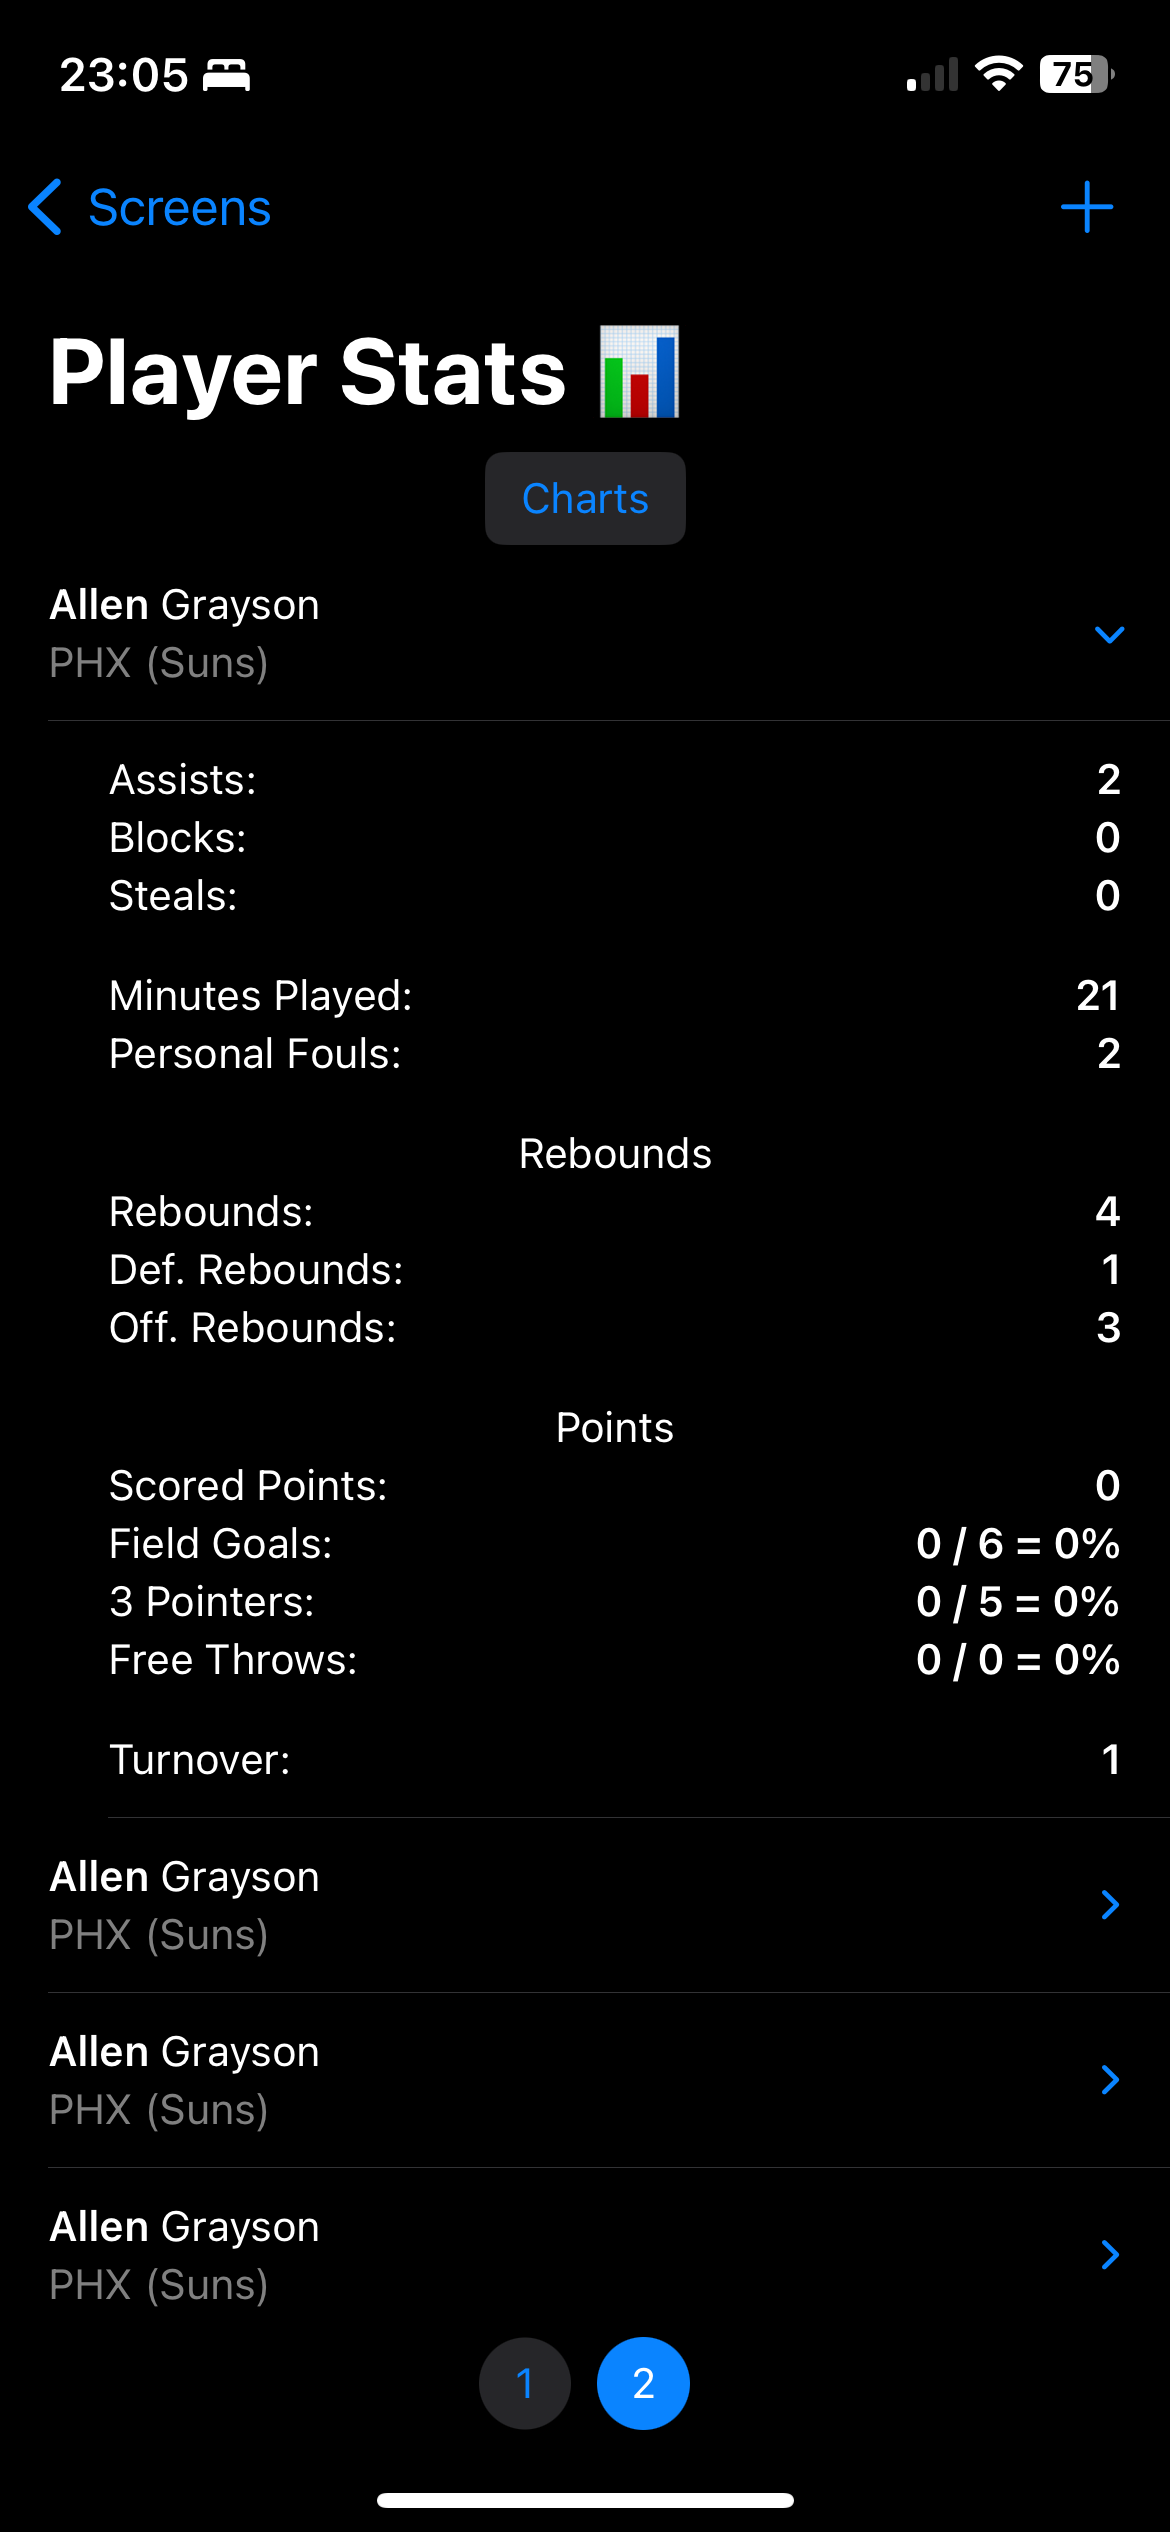 23:05
75
Screens
Player Stats
Charts
Allen Grayson
PHX (Suns)
Assists: 2
Blocks: 0
Steals: 0
Minutes Played: 21
Personal Fouls: 2
Rebounds
Rebounds: 4
Def. Rebounds: 1
Off. Rebounds: 3
Points
Scored Points: 0
Field Goals: 0 / 6 = 0%
3 Pointers: 0 / 5 = 0%
Free Throws: 0 / 0 = 0%
Turnover: 1
Allen Grayson
PHX (Suns)
Allen Grayson
PHX (Suns)
Allen Grayson
PHX (Suns)
1 2